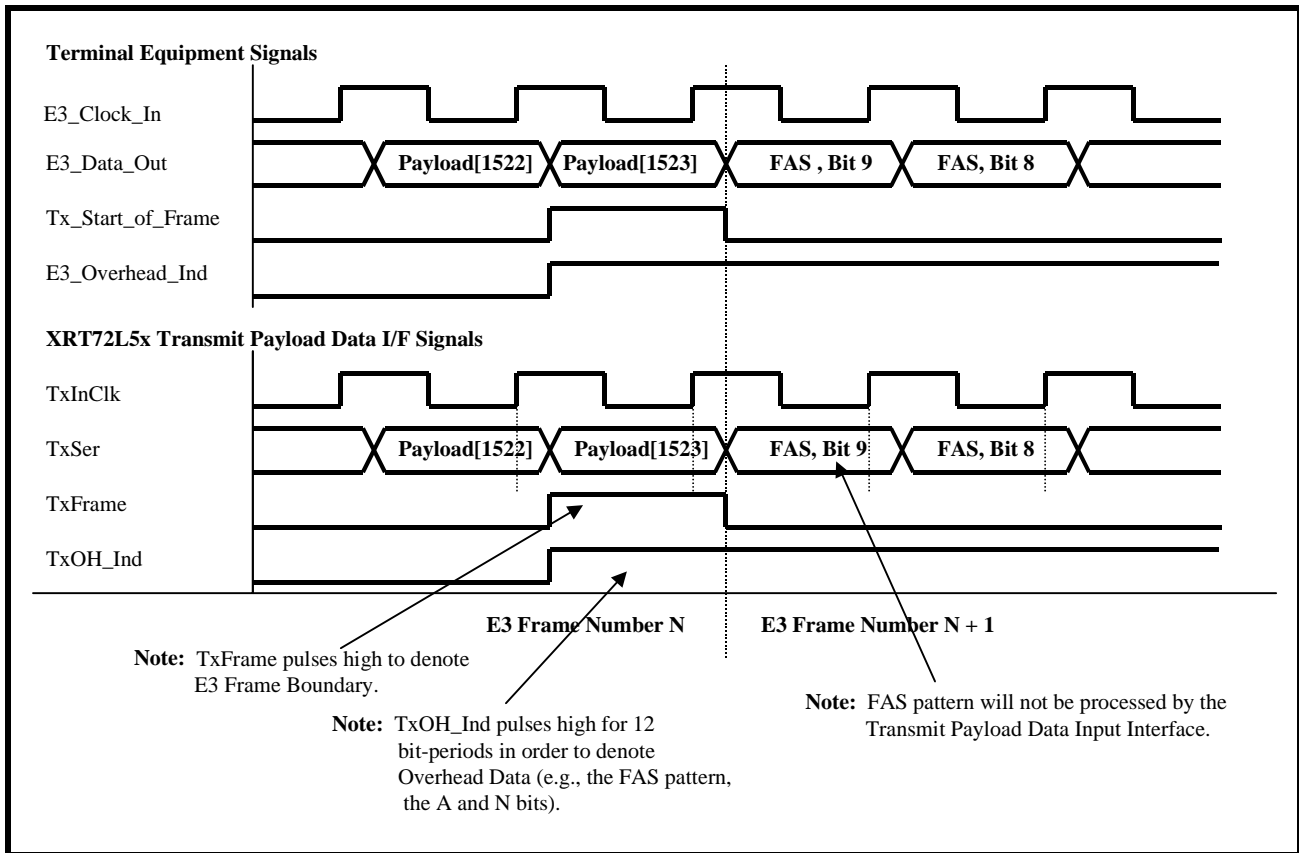 Terminal Equipment Signals
E3_Clock_In
E3_Data_Out
Payload[1522]
Payload[1523]
FAS , Bit 9
FAS, Bit 8
Tx_Start_of_Frame
E3_Overhead_Ind
XRT72L5x Transmit Payload Data I/F Signals
TxInClk
TxSer
Payload[1522]
Payload[1523]
FAS, Bit 9
FAS, Bit 8
TxFrame
TxOH_Ind
E3 Frame Number N
E3 Frame Number N + 1
Note: TxFrame pulses high to denote
E3 Frame Boundary.
Note: TxOH_Ind pulses high for 12
bit-periods in order to denote
Overhead Data (e.g., the FAS pattern,
the A and N bits).
Note: FAS pattern will not be processed by the
Transmit Payload Data Input Interface.